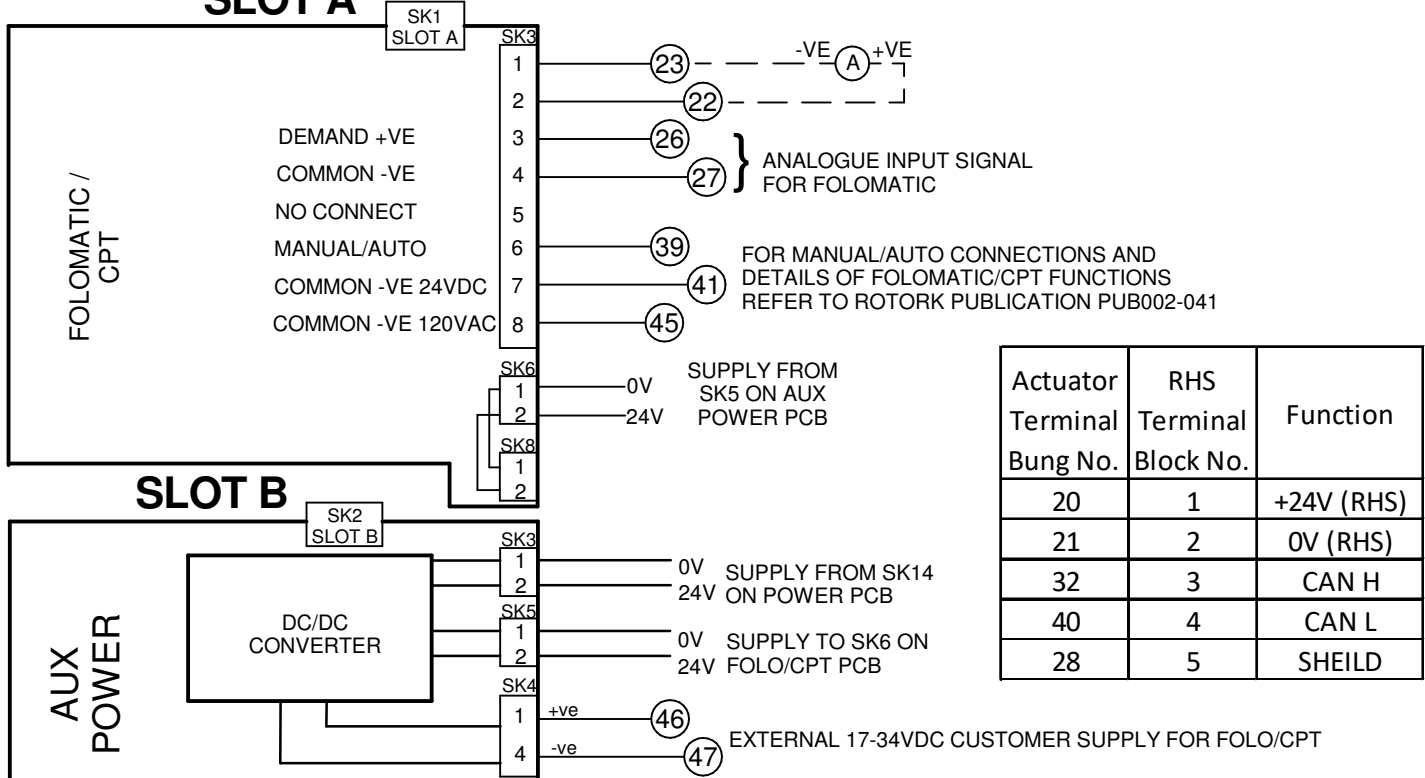 SLOT A
SK1
SLOT A
SK3
1
23
-VE
A
+VE
2
22
DEMAND +VE
3
26
COMMON -VE
4
27
}
ANALOGUE INPUT SIGNAL
FOR FOLOMATIC
NO CONNECT
5
MANUAL/AUTO
6
39
COMMON -VE 24VDC
7
41
COMMON -VE 120VAC
8
45
FOR MANUAL/AUTO CONNECTIONS AND
DETAILS OF FOLOMATIC/CPT FUNCTIONS
REFER TO ROTORK PUBLICATION PUB002-041
FOLOMATIC /
CPT
SK6
1
0V
2
24V
SUPPLY FROM
SK5 ON AUX
POWER PCB
SK8
1
2
SLOT B
SK2
SLOT B
AUX
POWER
DC/DC
CONVERTER
SK3
1
0V
2
24V
SUPPLY FROM SK14
ON POWER PCB
SK5
1
0V
2
24V
SUPPLY TO SK6 ON
FOLO/CPT PCB
SK4
1
+ve
46
4
-ve
47
EXTERNAL 17-34VDC CUSTOMER SUPPLY FOR FOLO/CPT
Actuator Terminal Bung No. RHS Terminal Block No. Function
20 1 +24V (RHS)
21 2 0V (RHS)
32 3 CAN H
40 4 CAN L
28 5 SHEILD